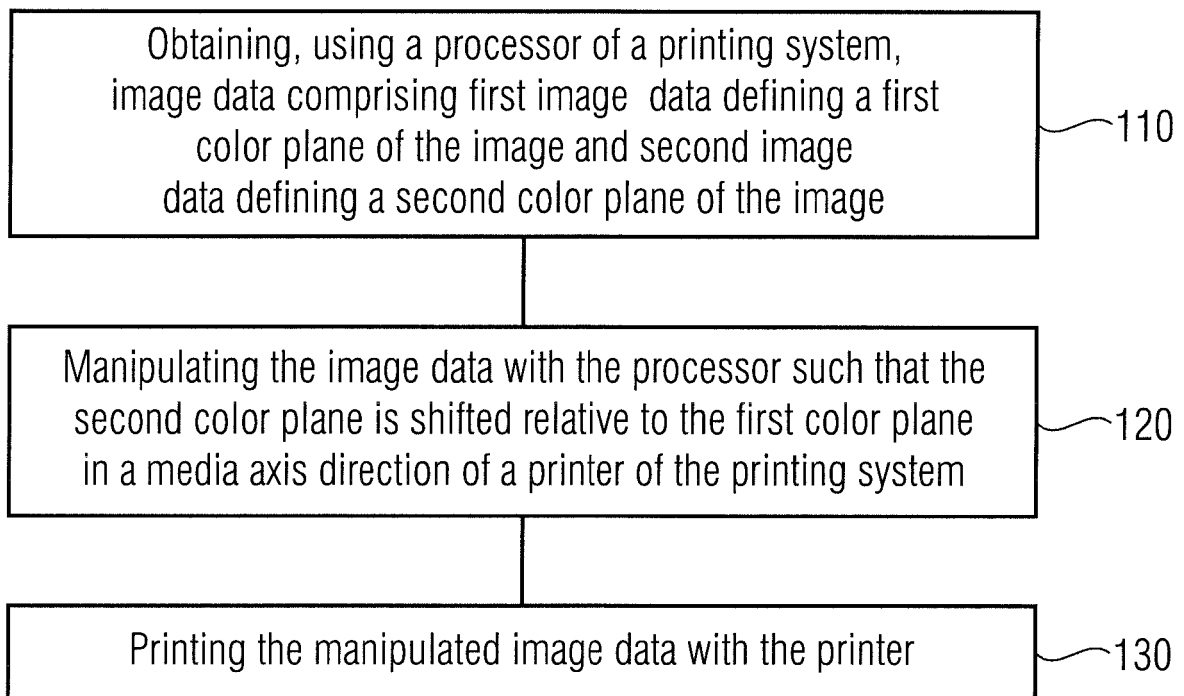 Obtaining, using a processor of a printing system,
image data comprising first image data defining a first
color plane of the image and second image
data defining a second color plane of the image
110
Manipulating the image data with the processor such that the
second color plane is shifted relative to the first color plane
in a media axis direction of a printer of the printing system
120
Printing the manipulated image data with the printer
130